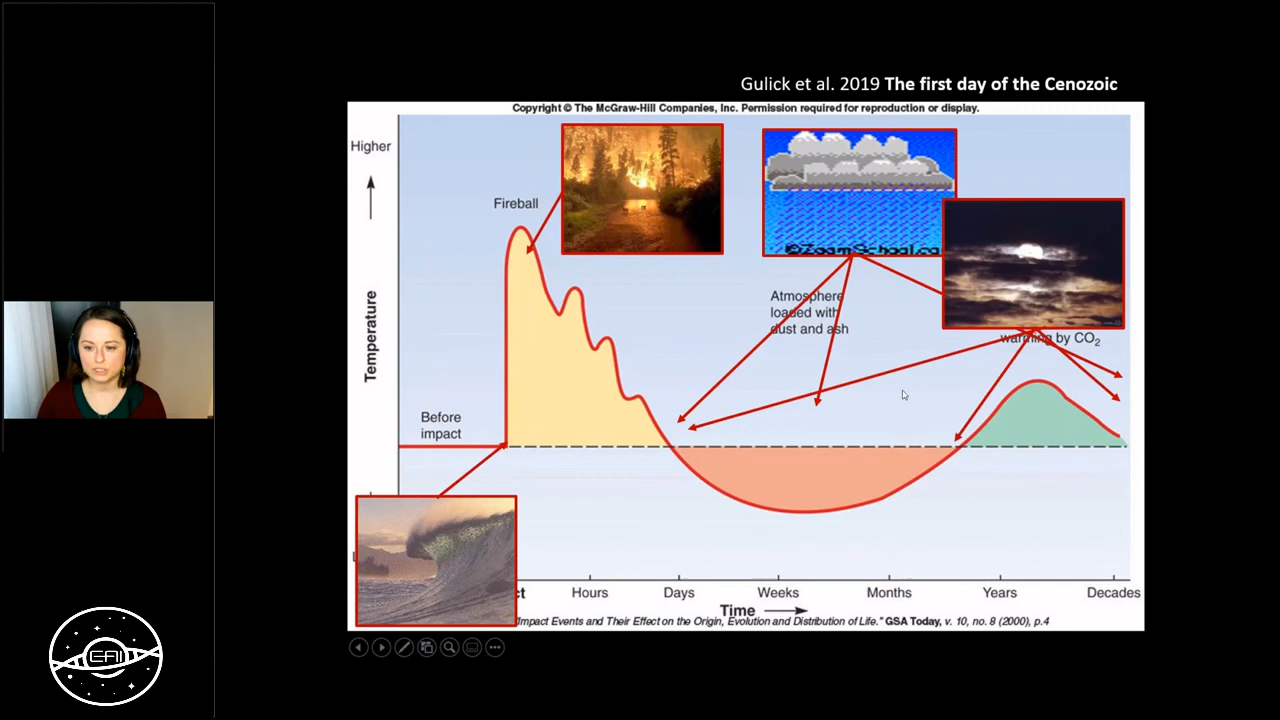 Gulick et al. 2019 The first day of the Cenozoic
Copyright © The McGraw-Hill Companies, Inc. Permission required for reproduction or display.
Higher
Fireball
©ZoomSchool.co
Atmosphere
loaded with
dust and ash
warming by CO2
Temperature
Before
impact
Hours
Days
Weeks
Months
Years
Decades
Time
"Impact Events and Their Effect on the Origin, Evolution and Distribution of Life." GSA Today, v. 10, no. 8 (2000), p.4
EAI